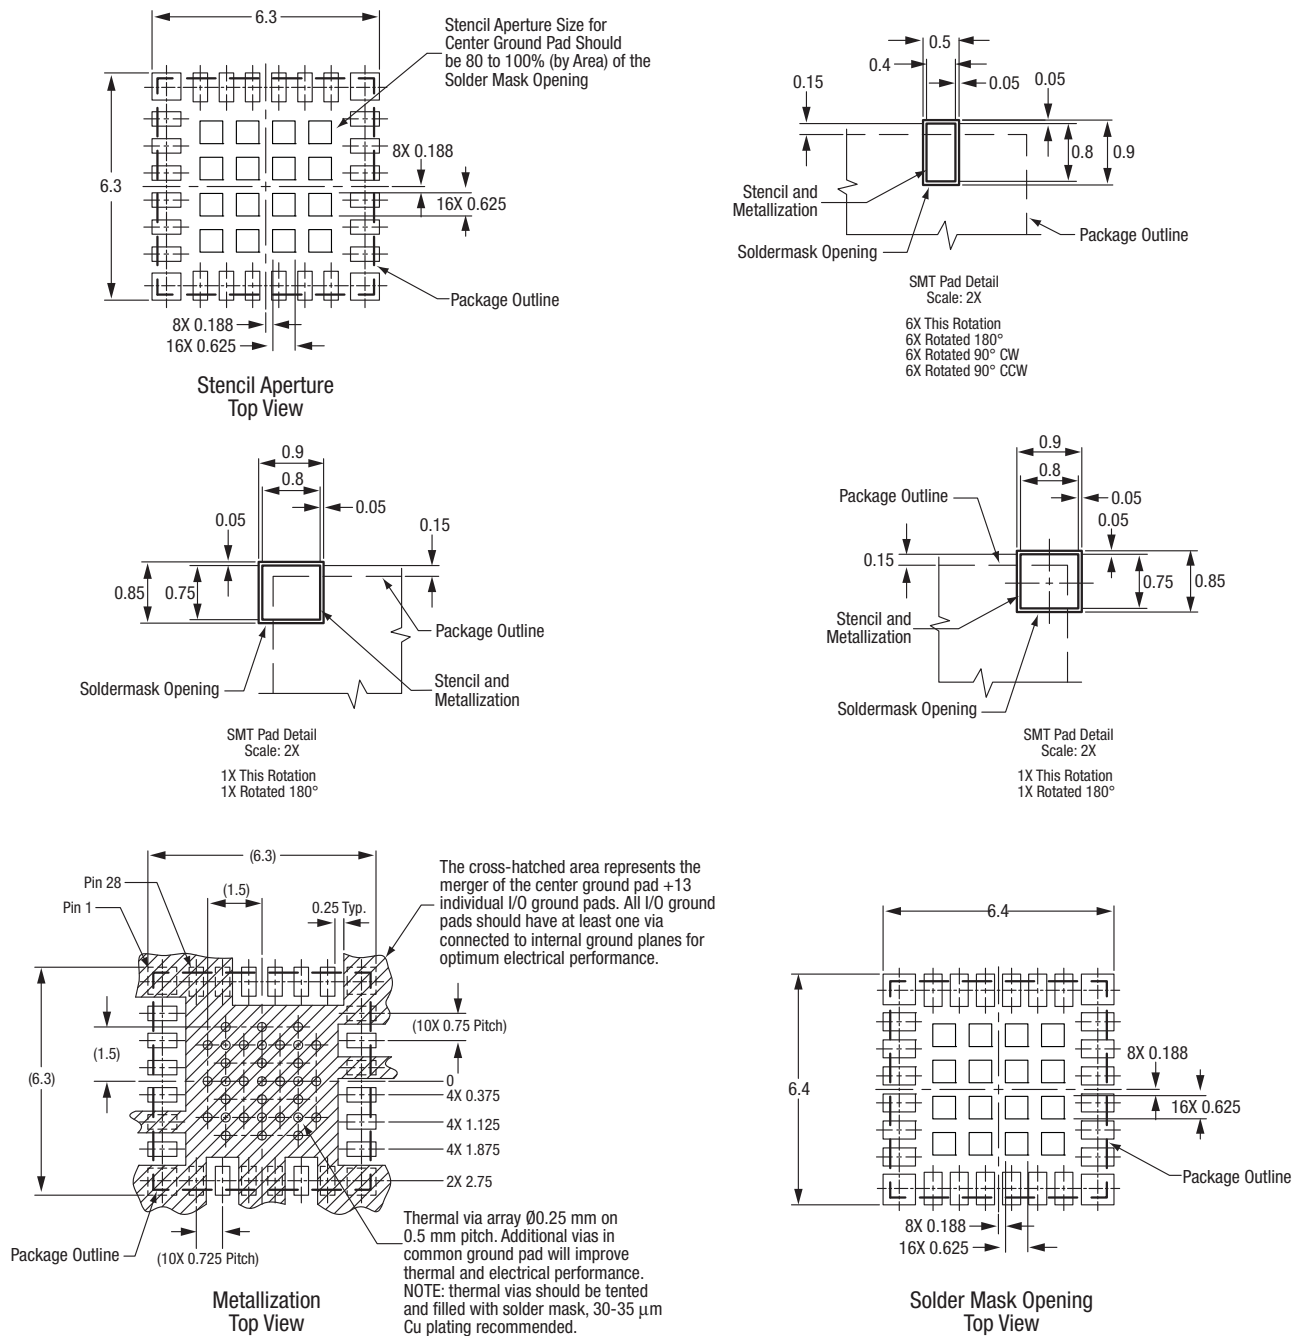 6.3
Stencil Aperture Size for
Center Ground Pad Should
be 80 to 100% (by Area) of the
Solder Mask Opening
6.3
8X 0.188
16X 0.625
Package Outline
8X 0.188
16X 0.625
Stencil Aperture
Top View
0.5
0.4
0.15
0.05
0.05
0.8
0.9
Stencil and
Metallization
Soldermask Opening
Package Outline
SMT Pad Detail
Scale: 2X
6X This Rotation
6X Rotated 180°
6X Rotated 90° CW
6X Rotated 90° CCW
0.9
0.8
0.05
0.05
0.15
0.85
0.75
Package Outline
Soldermask Opening
Stencil and
Metallization
SMT Pad Detail
Scale: 2X
1X This Rotation
1X Rotated 180°
0.9
0.8
Package Outline
0.05
0.05
0.15
0.75
0.85
Stencil and
Metallization
Soldermask Opening
SMT Pad Detail
Scale: 2X
1X This Rotation
1X Rotated 180°
(6.3)
Pin 28
Pin 1
(1.5)
0.25 Typ.
The cross-hatched area represents the
merger of the center ground pad +13
individual I/O ground pads. All I/O ground
pads should have at least one via
connected to internal ground planes for
optimum electrical performance.
(10X 0.75 Pitch)
(1.5)
(6.3)
0
4X 0.375
4X 1.125
4X 1.875
2X 2.75
Package Outline
(10X 0.725 Pitch)
Thermal via array Ø0.25 mm on
0.5 mm pitch. Additional vias in
common ground pad will improve
thermal and electrical performance.
NOTE: thermal vias should be tented
and filled with solder mask, 30-35 μm
Cu plating recommended.
Metallization
Top View
6.4
6.4
8X 0.188
16X 0.625
Package Outline
8X 0.188
16X 0.625
Solder Mask Opening
Top View